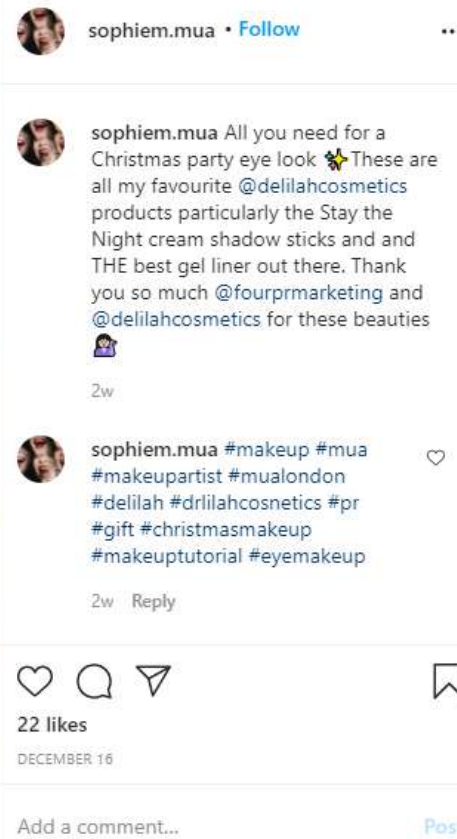 sophiem.mua • Follow
sophiem.mua All you need for a
Christmas party eye look ✨These are
all my favourite @delilahcosmetics
products particularly the Stay the
Night cream shadow sticks and and
THE best gel liner out there. Thank
you so much @fourprmarketing and
@delilahcosmetics for these beauties
💁🏻‍♀️
2w
sophiem.mua #makeup #mua
#makeupartist #mualondon
#delilah #drlilahcosnetics #pr
#gift #christmasmakeup
#makeuptutorial #eyemakeup
2w Reply
22 likes
DECEMBER 16
Add a comment...
Pos